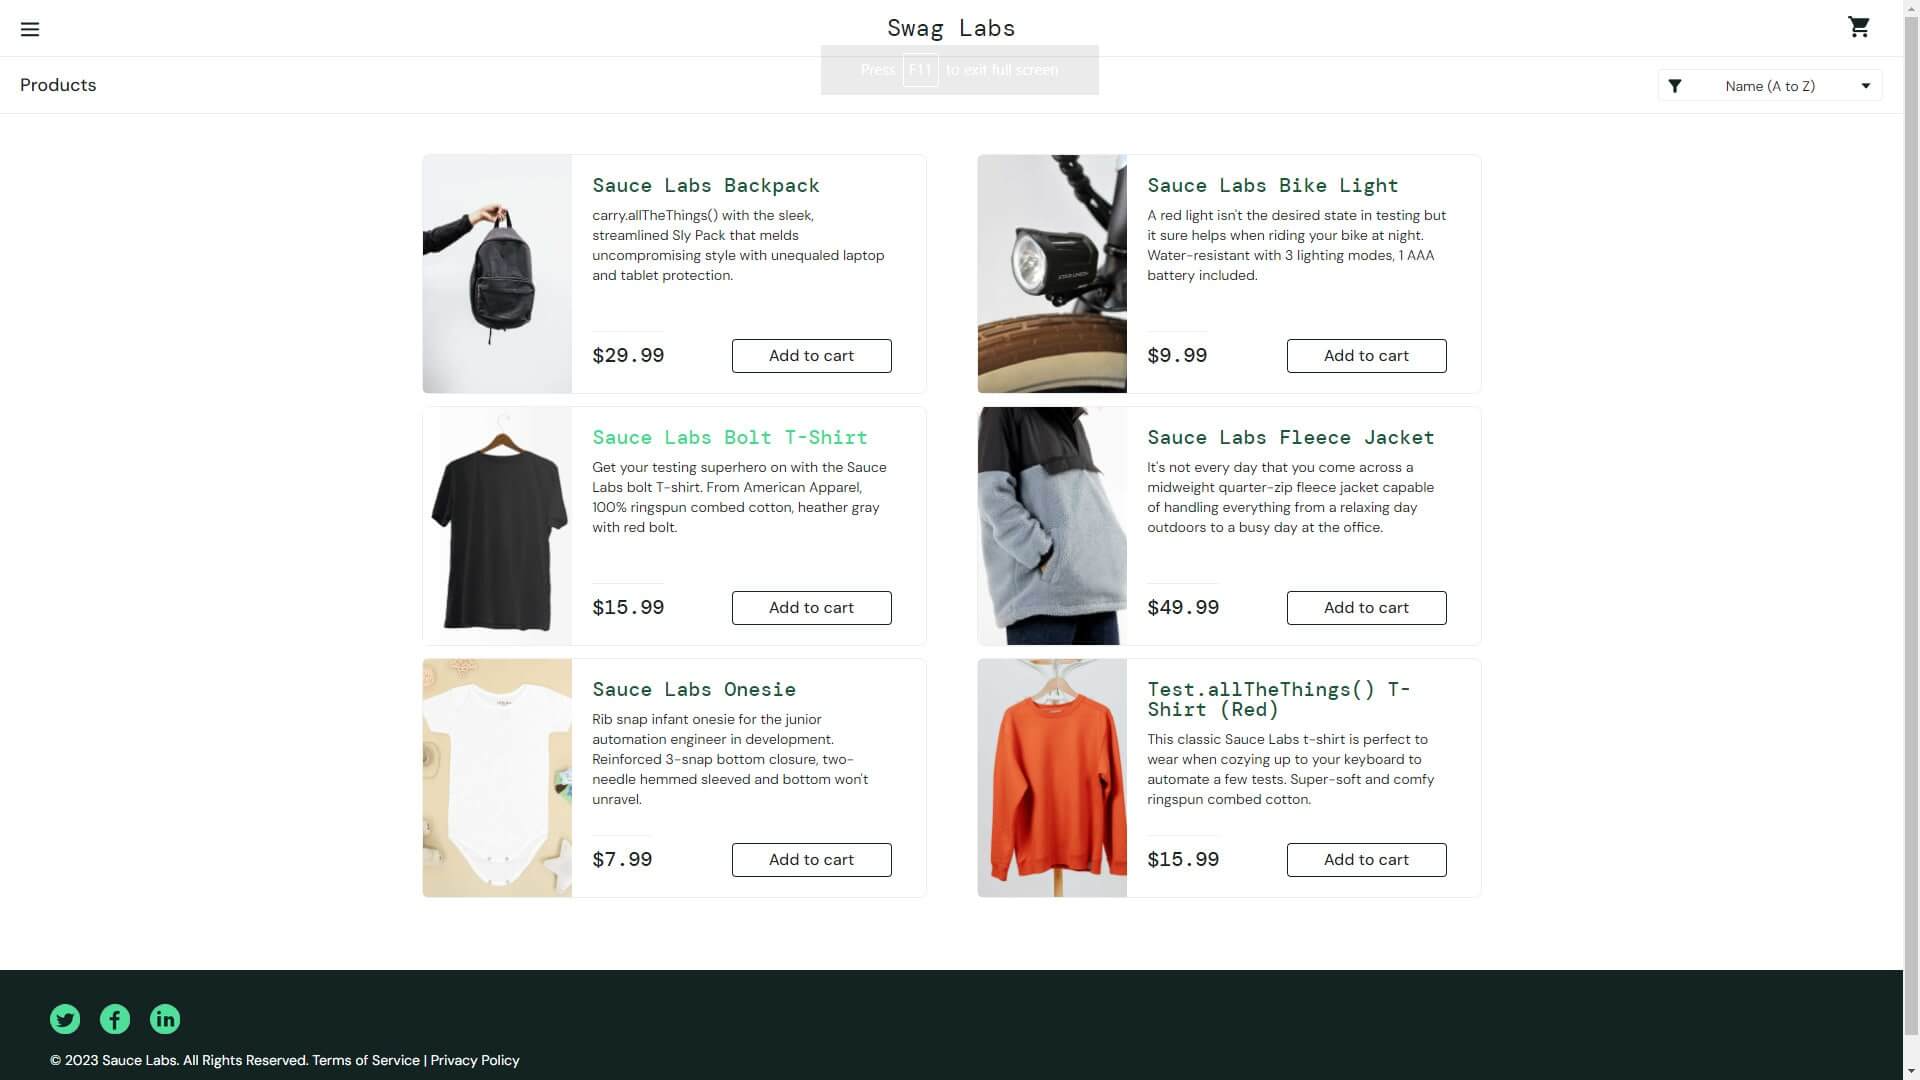 Swag Labs
Press F11 to exit full screen
Products
Name (A to Z)
Sauce Labs Backpack
carry.allTheThings() with the sleek,
streamlined Sly Pack that melds
uncompromising style with unequaled laptop
and tablet protection.
$29.99
Add to cart
Sauce Labs Bike Light
A red light isn't the desired state in testing but
it sure helps when riding your bike at night.
Water-resistant with 3 lighting modes, 1 AAA
battery included.
$9.99
Add to cart
Sauce Labs Bolt T-Shirt
Get your testing superhero on with the Sauce
Labs bolt T-shirt. From American Apparel,
100% ringspun combed cotton, heather gray
with red bolt.
$15.99
Add to cart
Sauce Labs Fleece Jacket
It's not every day that you come across a
midweight quarter-zip fleece jacket capable
of handling everything from a relaxing day
outdoors to a busy day at the office.
$49.99
Add to cart
Sauce Labs Onesie
Rib snap infant onesie for the junior
automation engineer in development.
Reinforced 3-snap bottom closure, two-
needle hemmed sleeved and bottom won't
unravel.
$7.99
Add to cart
Test.allTheThings() T-
Shirt (Red)
This classic Sauce Labs t-shirt is perfect to
wear when cozying up to your keyboard to
automate a few tests. Super-soft and comfy
ringspun combed cotton.
$15.99
Add to cart
© 2023 Sauce Labs. All Rights Reserved. Terms of Service | Privacy Policy